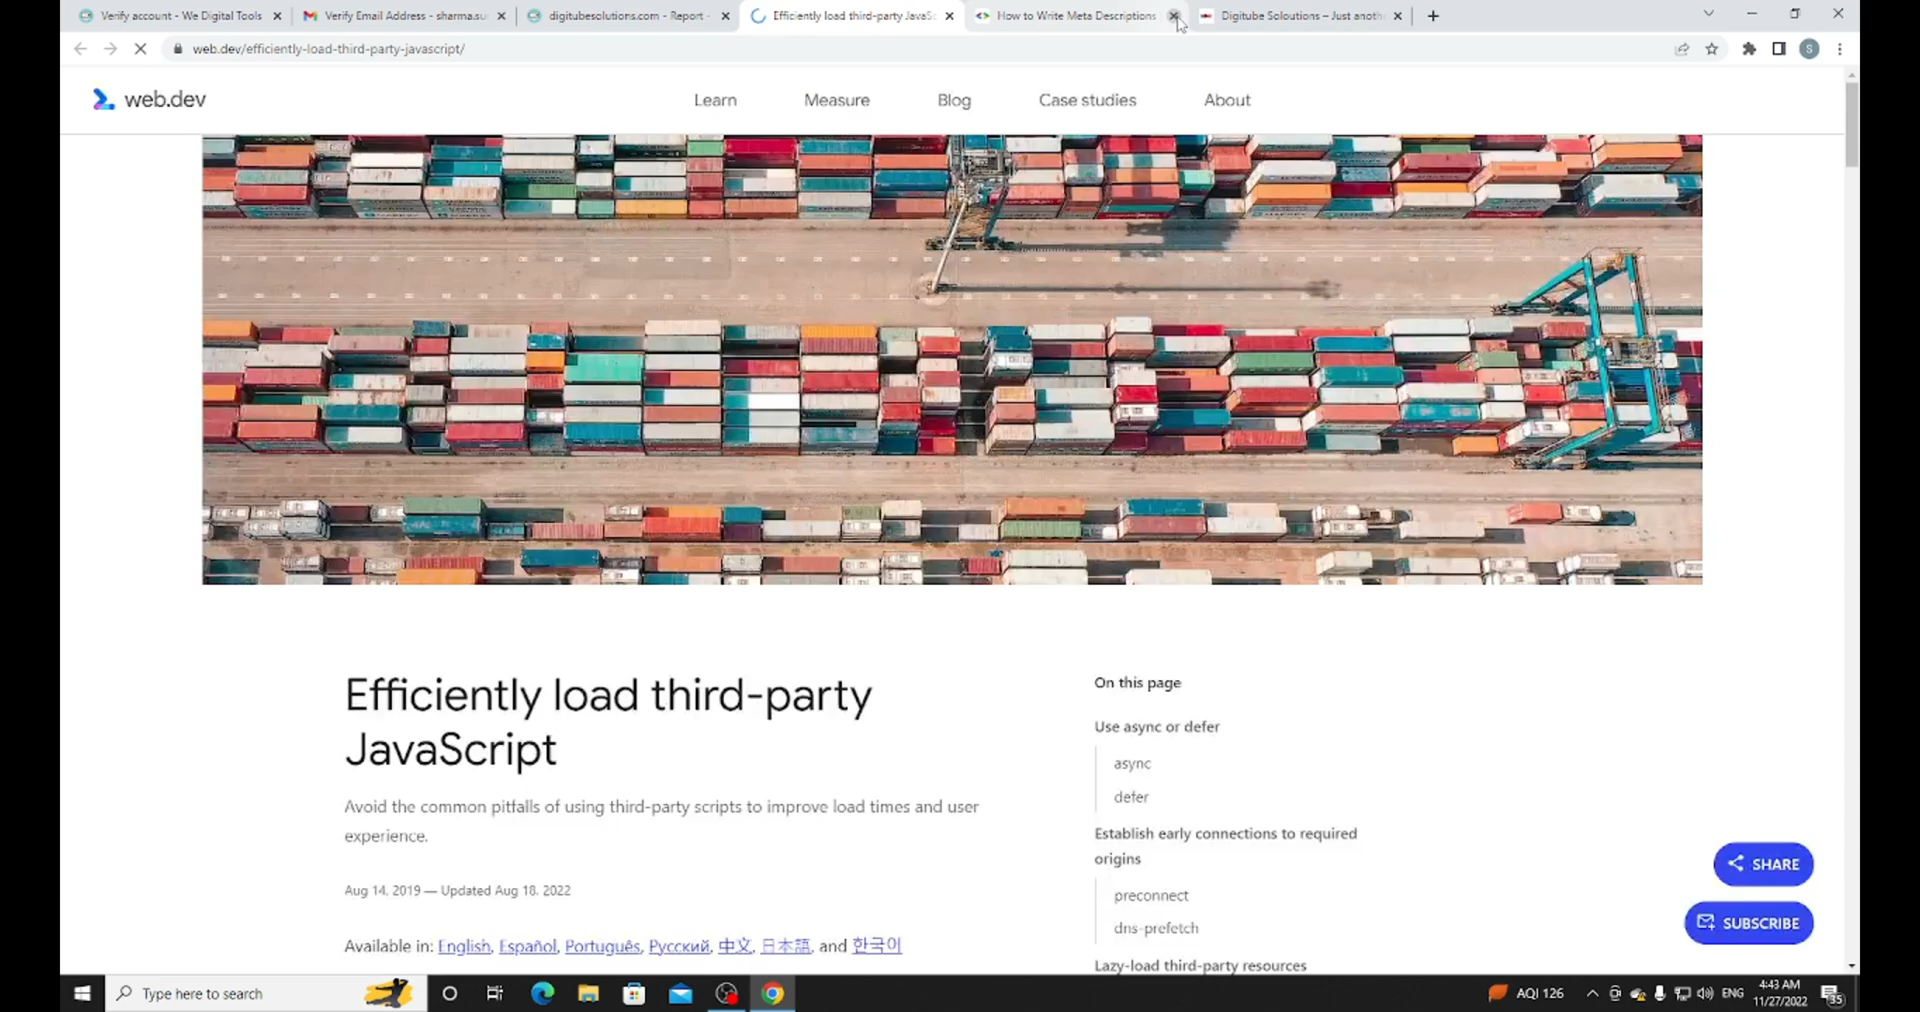 Verify account - We Digital Tools
Verify Email Address - sharma.su
digitubesolutions.com - Report -
Efficiently load third-party JavaSc
How to Write Meta Descriptions
Digitube Soloutions – Just anoth
web.dev/efficiently-load-third-party-javascript/
S
web.dev
Learn
Measure
Blog
Case studies
About
Efficiently load third-party
JavaScript
Avoid the common pitfalls of using third-party scripts to improve load times and user
experience.
Aug 14, 2019 — Updated Aug 18, 2022
Available in: English, Español, Português, Русский, 中文, 日本語, and 한국어
On this page
Use async or defer
async
defer
Establish early connections to required
origins
preconnect
dns-prefetch
Lazy-load third-party resources
SHARE
SUBSCRIBE
Type here to search
AQI 126
ENG
4:43 AM
11/27/2022
35